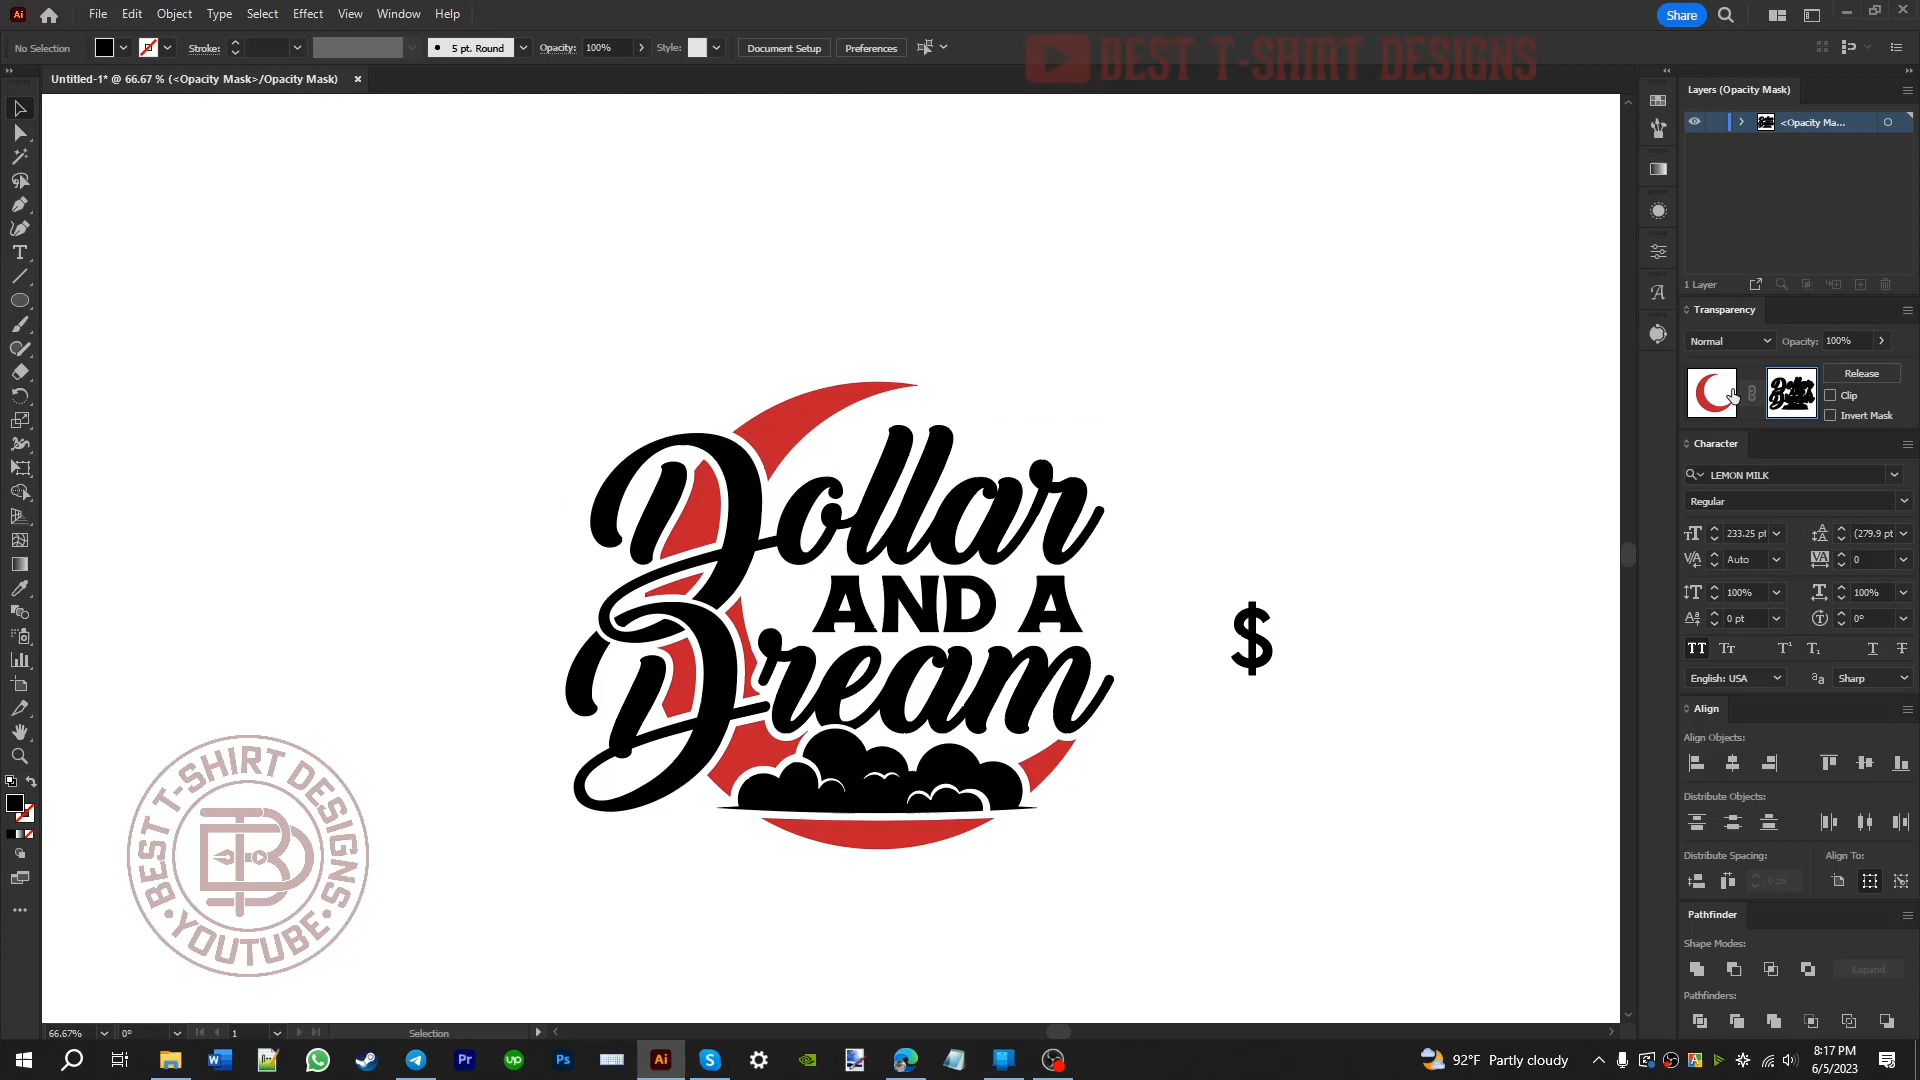 File Edit Object Type Select Effect View Window Help
Share
No Selection Stroke: 5 pt. Round Opacity: 100% Style: Document Setup Preferences
BEST T-SHIRT DESIGNS
Untitled-1* @ 66.67 % (<Opacity Mask>/Opacity Mask)
Layers (Opacity Mask)
<Opacity Ma...
1 Layer
Transparency
Normal Opacity: 100%
Release
Clip
Invert Mask
Character
LEMON MILK
Regular
233.25 pt (279.9 pt
Auto 0
100% 100%
0 pt 0°
English: USA Sharp
Align
Align Objects:
Distribute Objects:
Distribute Spacing: Align To:
0 px
Pathfinder
Shape Modes:
Expand
Pathfinders:
Dollar
AND A
Dream
$
BEST T-SHIRT DESIGNS
YOUTUBE
66.67% 0° 1 Selection
92°F Partly cloudy
8:17 PM
6/5/2023